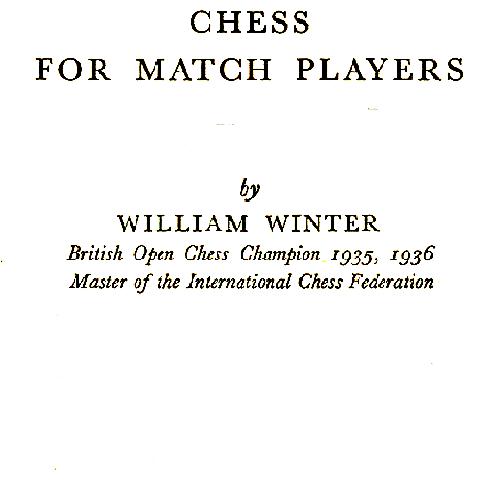 CHESS
FOR MATCH PLAYERS
by
WILLIAM WINTER
British Open Chess Champion 1935, 1936
Master of the International Chess Federation